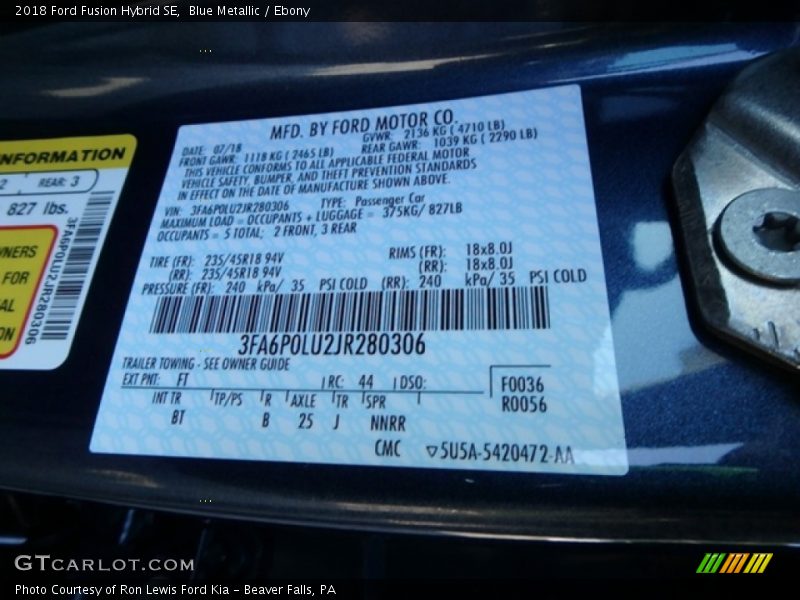 2018 Ford Fusion Hybrid SE, Blue Metallic / Ebony
MFD. BY FORD MOTOR CO.
DATE: 07/18 GVWR: 2136 KG ( 4710 LB)
FRONT GAWR: 1118 KG ( 2465 LB) REAR GAWR: 1039 KG ( 2290 LB)
THIS VEHICLE CONFORMS TO ALL APPLICABLE FEDERAL MOTOR
VEHICLE SAFETY, BUMPER, AND THEFT PREVENTION STANDARDS
IN EFFECT ON THE DATE OF MANUFACTURE SHOWN ABOVE.
VIN: 3FA6P0LU2JR280306 TYPE: Passenger Car
MAXIMUM LOAD = OCCUPANTS + LUGGAGE = 375KG/ 827LB
OCCUPANTS = 5 TOTAL; 2 FRONT, 3 REAR
TIRE (FR): 235/45R18 94V RIMS (FR): 18x8.0J
(RR): 235/45R18 94V (RR): 18x8.0J
PRESSURE (FR): 240 kPa/ 35 PSI COLD (RR): 240 kPa/ 35 PSI COLD
3FA6P0LU2JR280306
TRAILER TOWING - SEE OWNER GUIDE
EXT PNT: FT RC: 44 DSO: F0036
R0056
INT TR TP/PS R AXLE TR SPR
BT B 25 J NNRR
CMC ▽5U5A-5420472-AA
NFORMATION
2 REAR: 3
827 lbs.
3FA6P0LU2JR280306
WNERS
FOR
AL
ON
GTCARLOT.COM
Photo Courtesy of Ron Lewis Ford Kia - Beaver Falls, PA